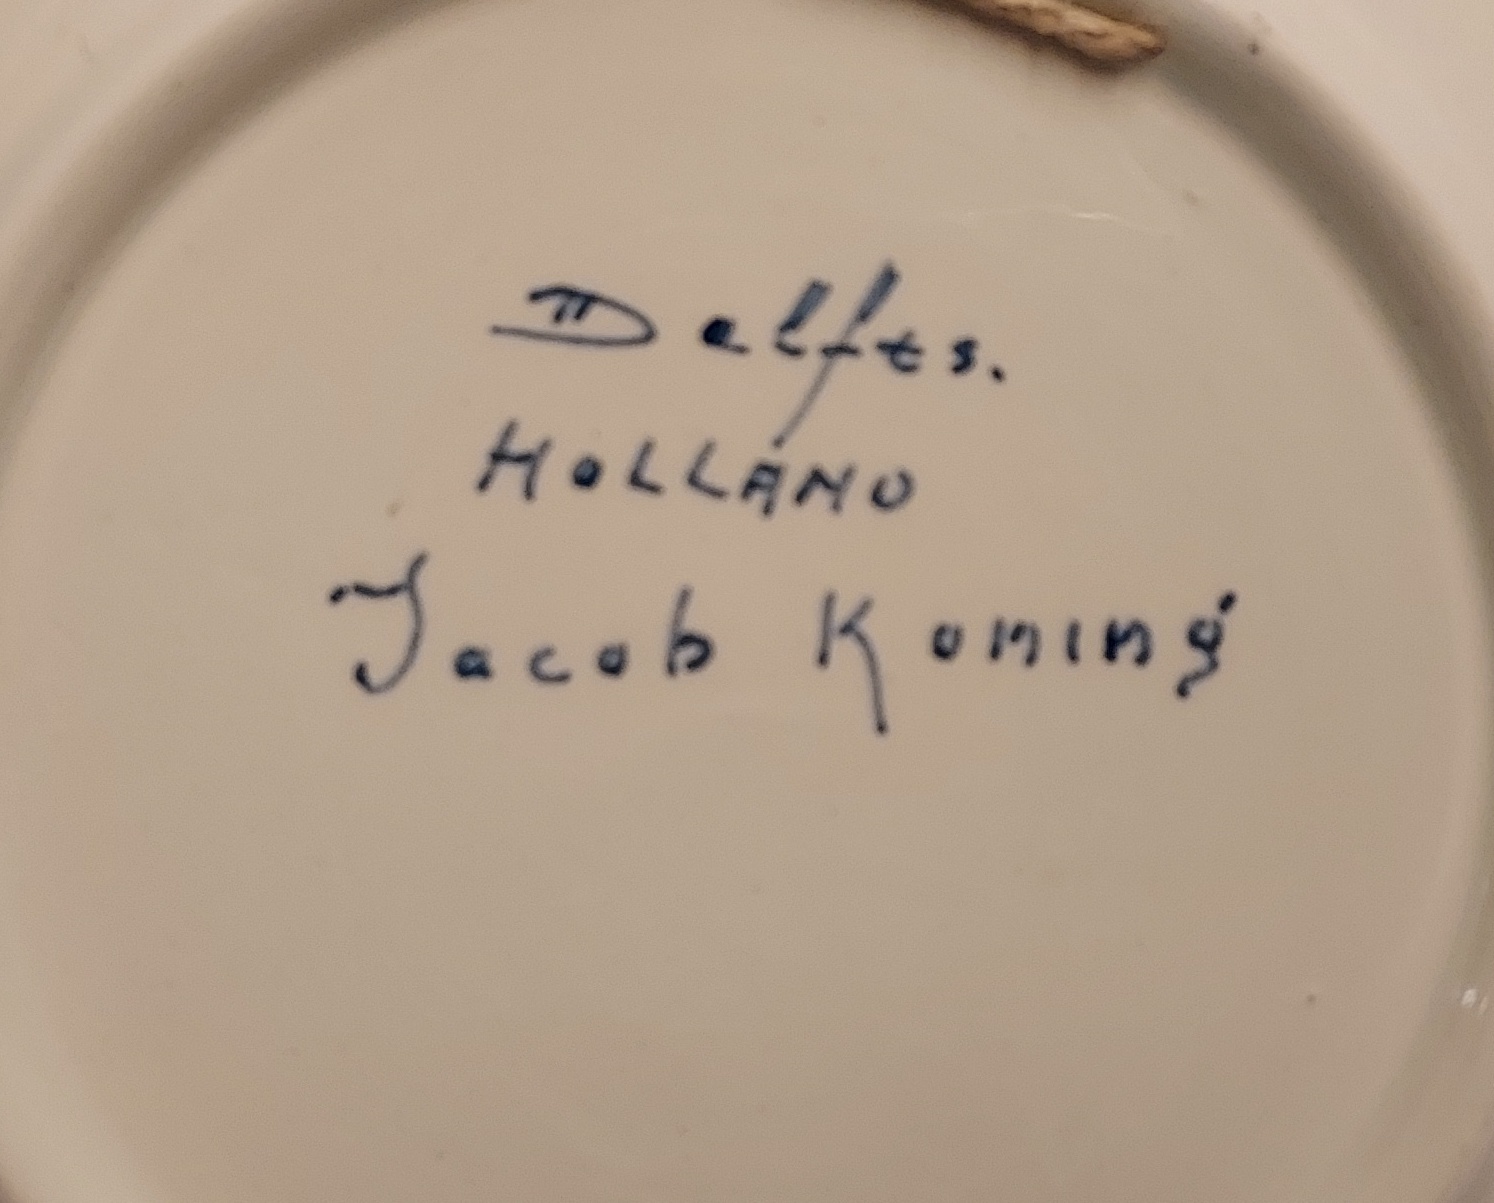 Delfts.
HOLLAND
Jacob Koning